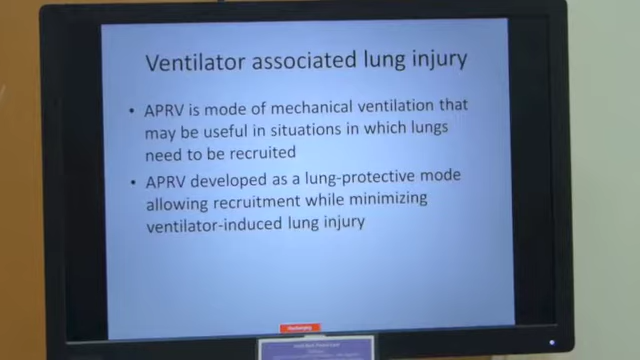 Ventilator associated lung injury
• APRV is mode of mechanical ventilation that
may be useful in situations in which lungs
need to be recruited
• APRV developed as a lung-protective mode
allowing recruitment while minimizing
ventilator-induced lung injury